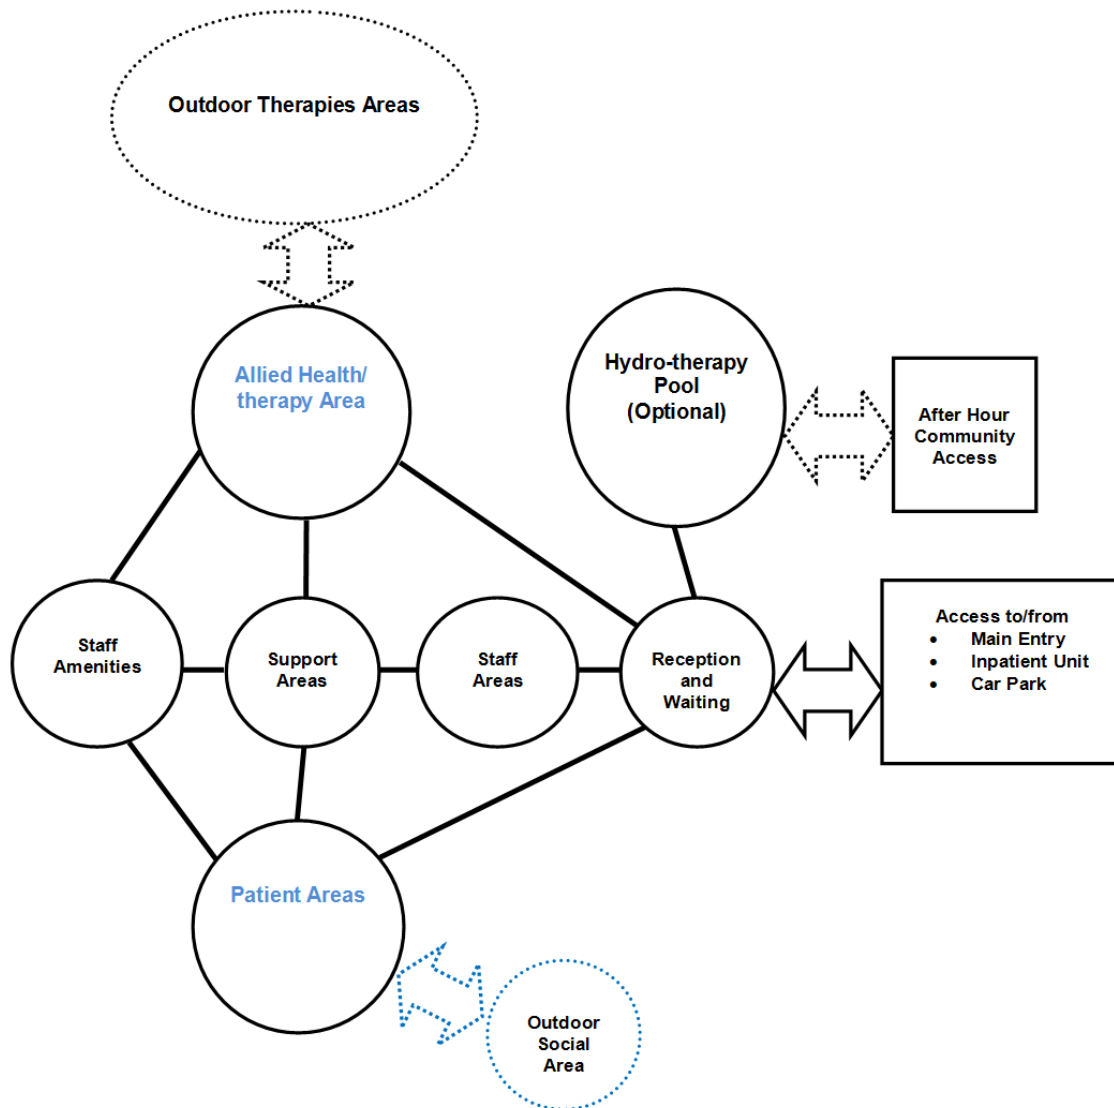 Outdoor Therapies Areas
Allied Health/
therapy Area
Hydro-therapy
Pool
(Optional)
After Hour
Community
Access
Staff
Amenities
Support
Areas
Staff
Areas
Reception
and
Waiting
Access to/from
• Main Entry
• Inpatient Unit
• Car Park
Patient Areas
Outdoor
Social
Area